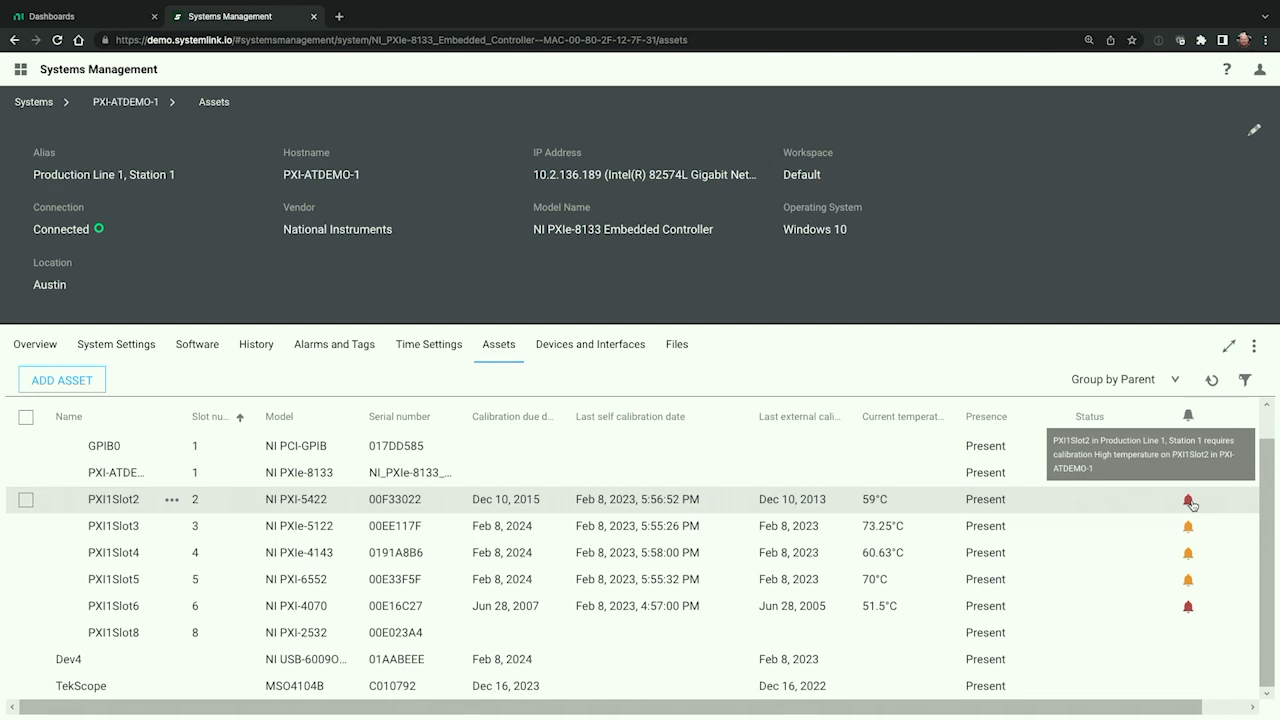 Dashboards
Systems Management
https://demo.systemlink.io/#systemsmanagement/system/NI_PXIe-8133_Embedded_Controller--MAC-00-80-2F-12-7F-31/assets
Systems Management
Systems > PXI-ATDEMO-1 > Assets
Alias Hostname IP Address Workspace
Production Line 1, Station 1 PXI-ATDEMO-1 10.2.136.189 (Intel(R) 82574L Gigabit Net... Default
Connection Vendor Model Name Operating System
Connected National Instruments NI PXIe-8133 Embedded Controller Windows 10
Location
Austin
Overview System Settings Software History Alarms and Tags Time Settings Assets Devices and Interfaces Files
ADD ASSET Group by Parent
Name Slot nu... Model Serial number Calibration due d... Last self calibration date Last external cali... Current temperat... Presence Status
PXI1Slot2 in Production Line 1, Station 1 requires
calibration High temperature on PXI1Slot2 in PXI-
ATDEMO-1
GPIB0 1 NI PCI-GPIB 017DD585 Present
PXI-ATDE... 1 NI PXIe-8133 NI_PXIe-8133_... Present
PXI1Slot2 ••• 2 NI PXI-5422 00F33022 Dec 10, 2015 Feb 8, 2023, 5:56:52 PM Dec 10, 2013 59°C Present
PXI1Slot3 3 NI PXIe-5122 00EE117F Feb 8, 2024 Feb 8, 2023, 5:55:26 PM Feb 8, 2023 73.25°C Present
PXI1Slot4 4 NI PXIe-4143 0191A8B6 Feb 8, 2024 Feb 8, 2023, 5:58:00 PM Feb 8, 2023 60.63°C Present
PXI1Slot5 5 NI PXI-6552 00E33F5F Feb 8, 2024 Feb 8, 2023, 5:55:32 PM Feb 8, 2023 70°C Present
PXI1Slot6 6 NI PXI-4070 00E16C27 Jun 28, 2007 Feb 8, 2023, 4:57:00 PM Jun 28, 2005 51.5°C Present
PXI1Slot8 8 NI PXI-2532 00E023A4 Present
Dev4 NI USB-6009O... 01AABEEE Feb 8, 2024 Feb 8, 2023 Present
TekScope MSO4104B C010792 Dec 16, 2023 Dec 16, 2022 Present